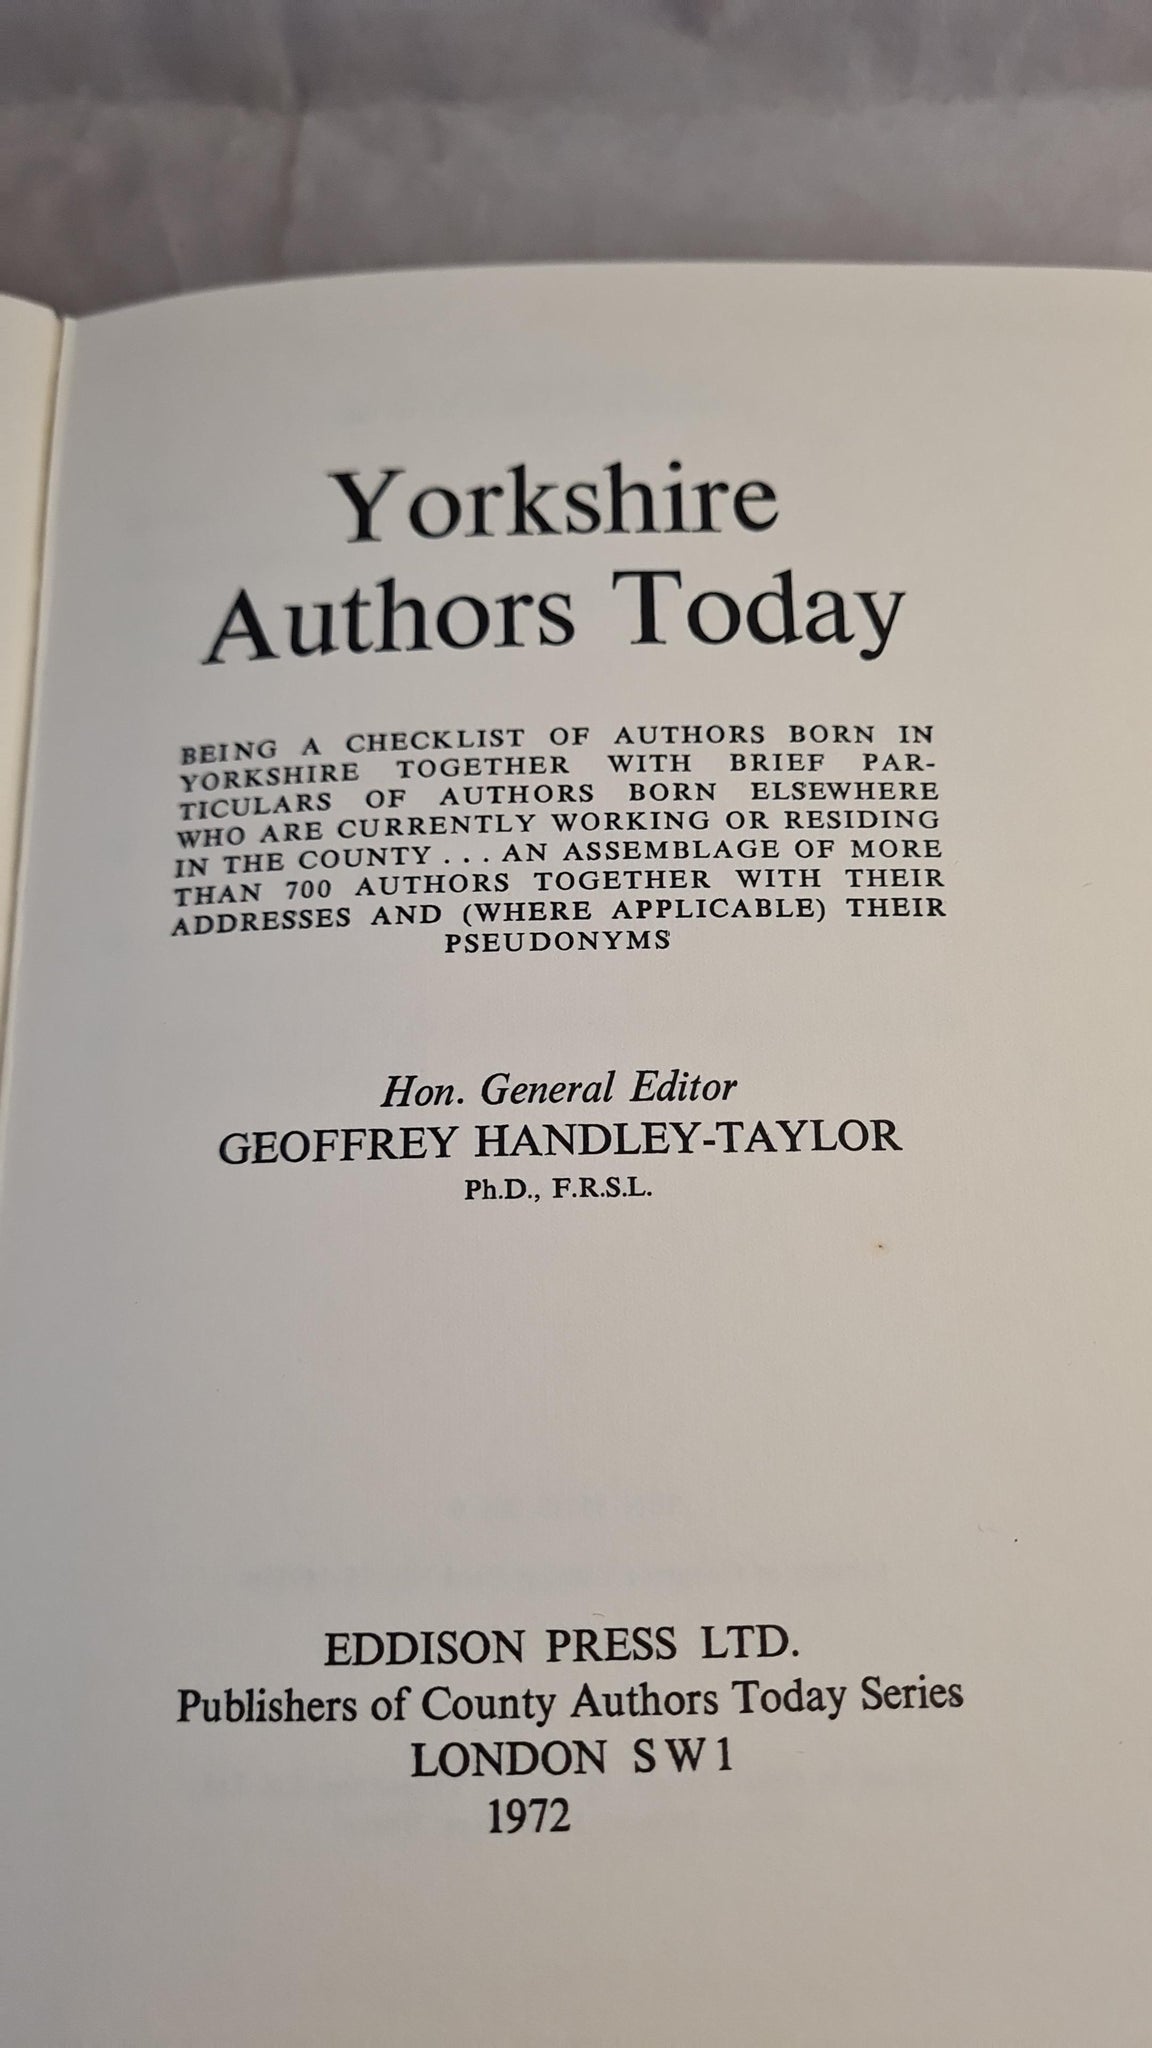 Yorkshire
Authors Today
BEING A CHECKLIST OF AUTHORS BORN IN
YORKSHIRE TOGETHER WITH BRIEF PAR-
TICULARS OF AUTHORS BORN ELSEWHERE
WHO ARE CURRENTLY WORKING OR RESIDING
IN THE COUNTY . . . AN ASSEMBLAGE OF MORE
THAN 700 AUTHORS TOGETHER WITH THEIR
ADDRESSES AND (WHERE APPLICABLE) THEIR
PSEUDONYMS
Hon. General Editor
GEOFFREY HANDLEY-TAYLOR
Ph.D., F.R.S.L.
EDDISON PRESS LTD.
Publishers of County Authors Today Series
LONDON SW1
1972